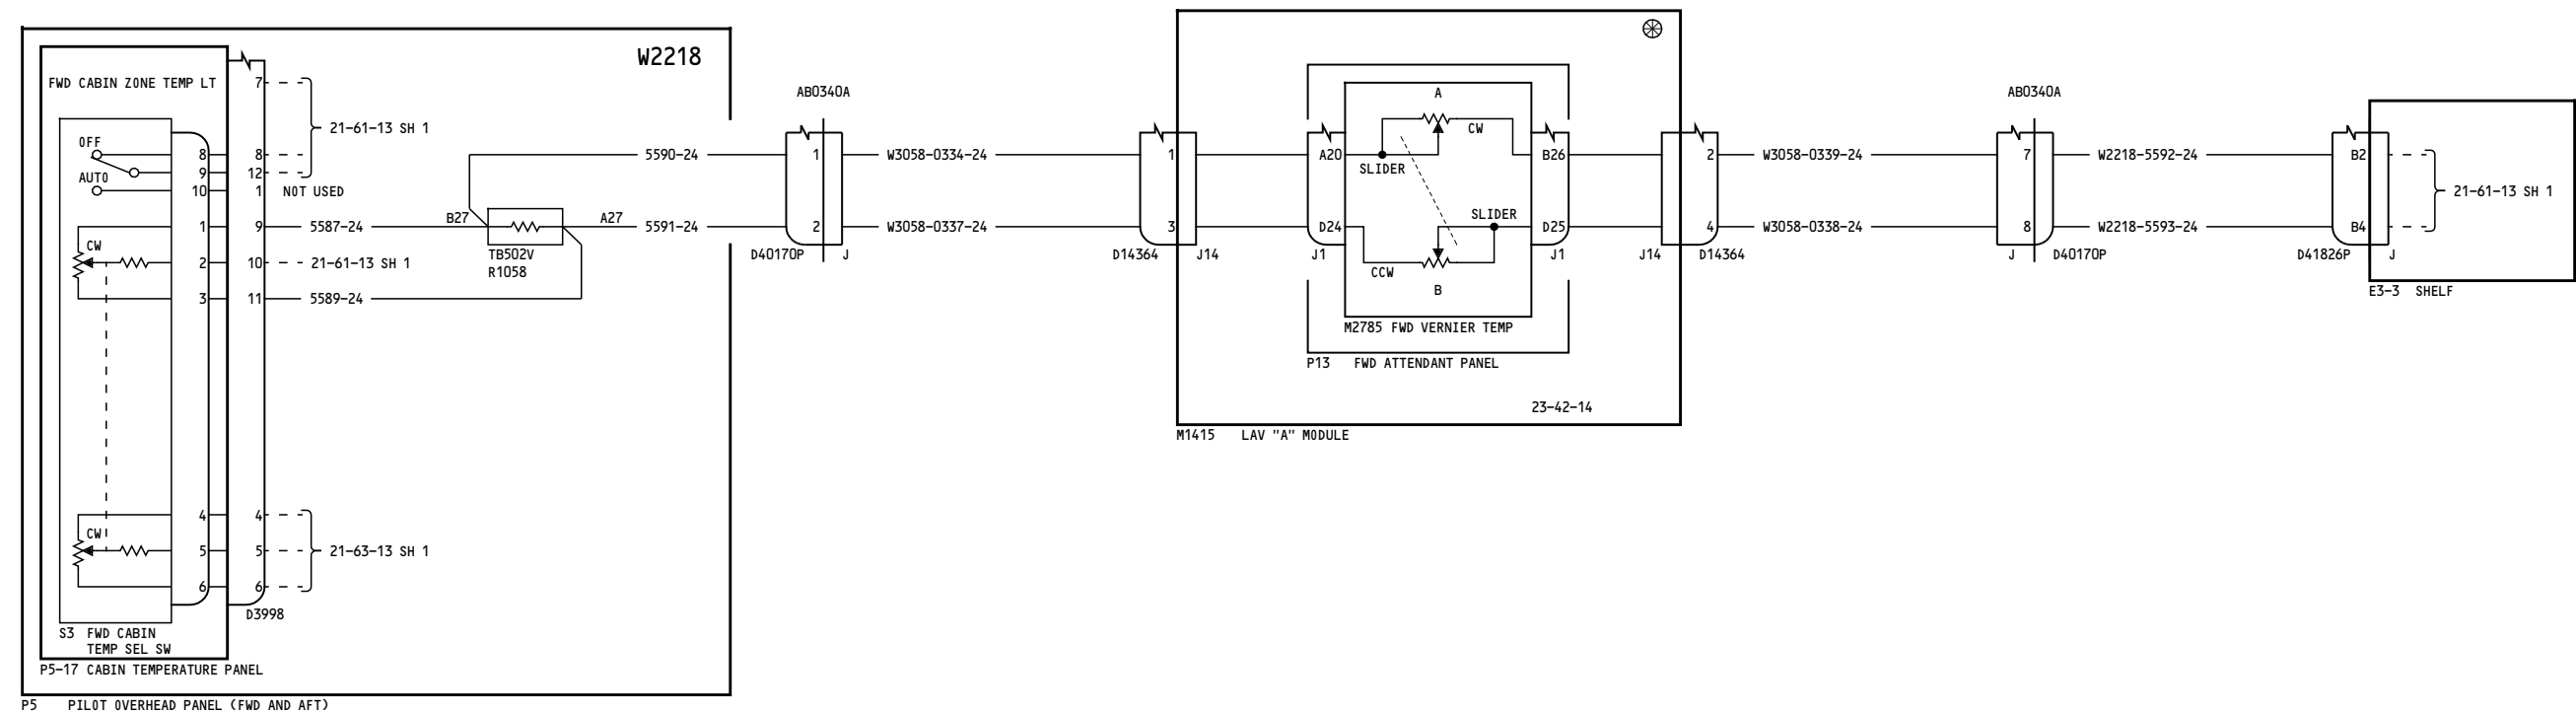 W2218
FWD CABIN ZONE TEMP LT
OFF
AUTO
8
9
10
1
2
3
4
5
6
CW
CW
7
8
12
1 NOT USED
9
10
11
4
5
6
21-61-13 SH 1
5587-24
21-61-13 SH 1
5589-24
21-63-13 SH 1
D3998
S3 FWD CABIN
TEMP SEL SW
P5-17 CABIN TEMPERATURE PANEL
P5 PILOT OVERHEAD PANEL (FWD AND AFT)
B27
A27
TB502V
R1058
5590-24
5591-24
AB0340A
1
2
D40170P J
W3058-0334-24
W3058-0337-24
1
3
D14364 J14
A20
D24
J1
A
CW
SLIDER
SLIDER
CCW
B
B26
D25
J1
M2785 FWD VERNIER TEMP
P13 FWD ATTENDANT PANEL
23-42-14
M1415 LAV "A" MODULE
2
4
J14 D14364
W3058-0339-24
W3058-0338-24
AB0340A
7
8
J D40170P
W2218-5592-24
W2218-5593-24
B2
B4
D41826P J
21-61-13 SH 1
E3-3 SHELF